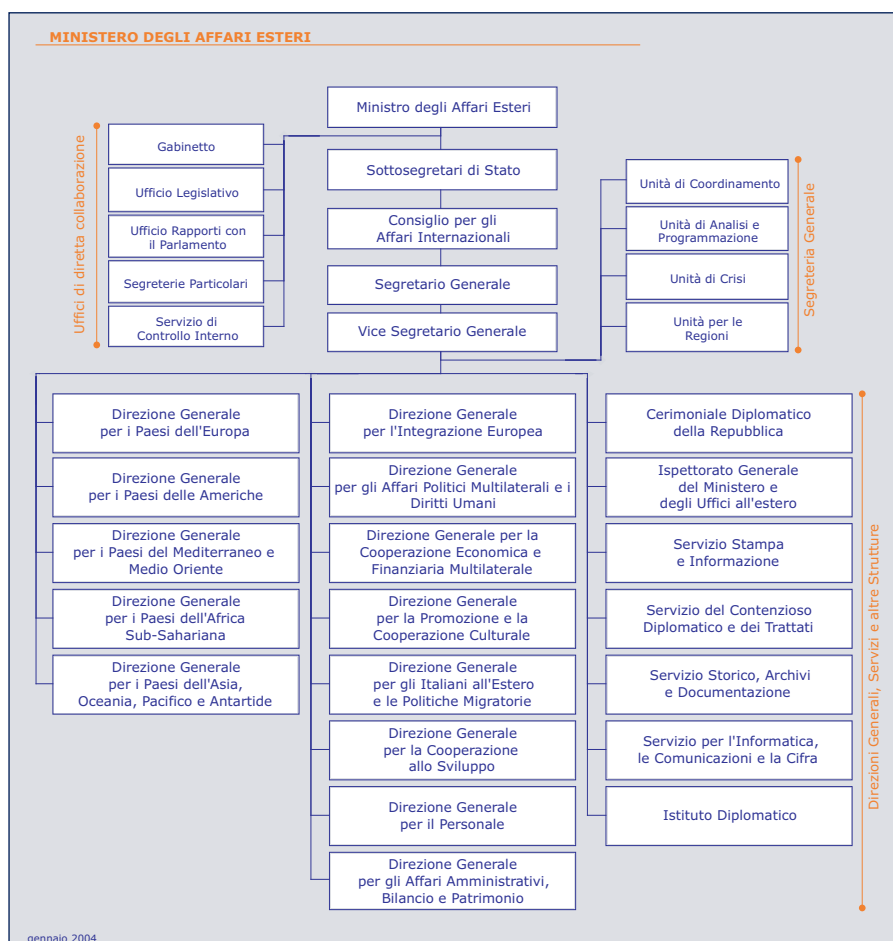 MINISTERO DEGLI AFFARI ESTERI
Ministro degli Affari Esteri
Uffici di diretta collaborazione
Gabinetto
Ufficio Legislativo
Ufficio Rapporti con
il Parlamento
Segreterie Particolari
Servizio di
Controllo Interno
Sottosegretari di Stato
Consiglio per gli
Affari Internazionali
Segretario Generale
Vice Segretario Generale
Unità di Coordinamento
Unità di Analisi e
Programmazione
Unità di Crisi
Unità per le
Regioni
Segreteria Generale
Direzione Generale
per i Paesi dell'Europa
Direzione Generale
per i Paesi delle Americhe
Direzione Generale
per i Paesi del Mediterraneo e
Medio Oriente
Direzione Generale
per i Paesi dell'Africa
Sub-Sahariana
Direzione Generale
per i Paesi dell'Asia,
Oceania, Pacifico e Antartide
Direzione Generale
per l'Integrazione Europea
Direzione Generale
per gli Affari Politici Multilaterali e i
Diritti Umani
Direzione Generale per la
Cooperazione Economica e
Finanziaria Multilaterale
Direzione Generale
per la Promozione e la
Cooperazione Culturale
Direzione Generale
per gli Italiani all'Estero
e le Politiche Migratorie
Direzione Generale
per la Cooperazione
allo Sviluppo
Direzione Generale
per il Personale
Direzione Generale
per gli Affari Amministrativi,
Bilancio e Patrimonio
Cerimoniale Diplomatico
della Repubblica
Ispettorato Generale
del Ministero e
degli Uffici all'estero
Servizio Stampa
e Informazione
Servizio del Contenzioso
Diplomatico e dei Trattati
Servizio Storico, Archivi
e Documentazione
Servizio per l'Informatica,
le Comunicazioni e la Cifra
Istituto Diplomatico
Direzioni Generali, Servizi e altre Strutture
gennaio 2004